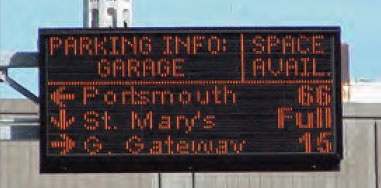 PARKING INFO: SPACE
GARAGE AVAIL.
← Portsmouth 66
↓ St. Mary's Full
→ G. Gateway 15